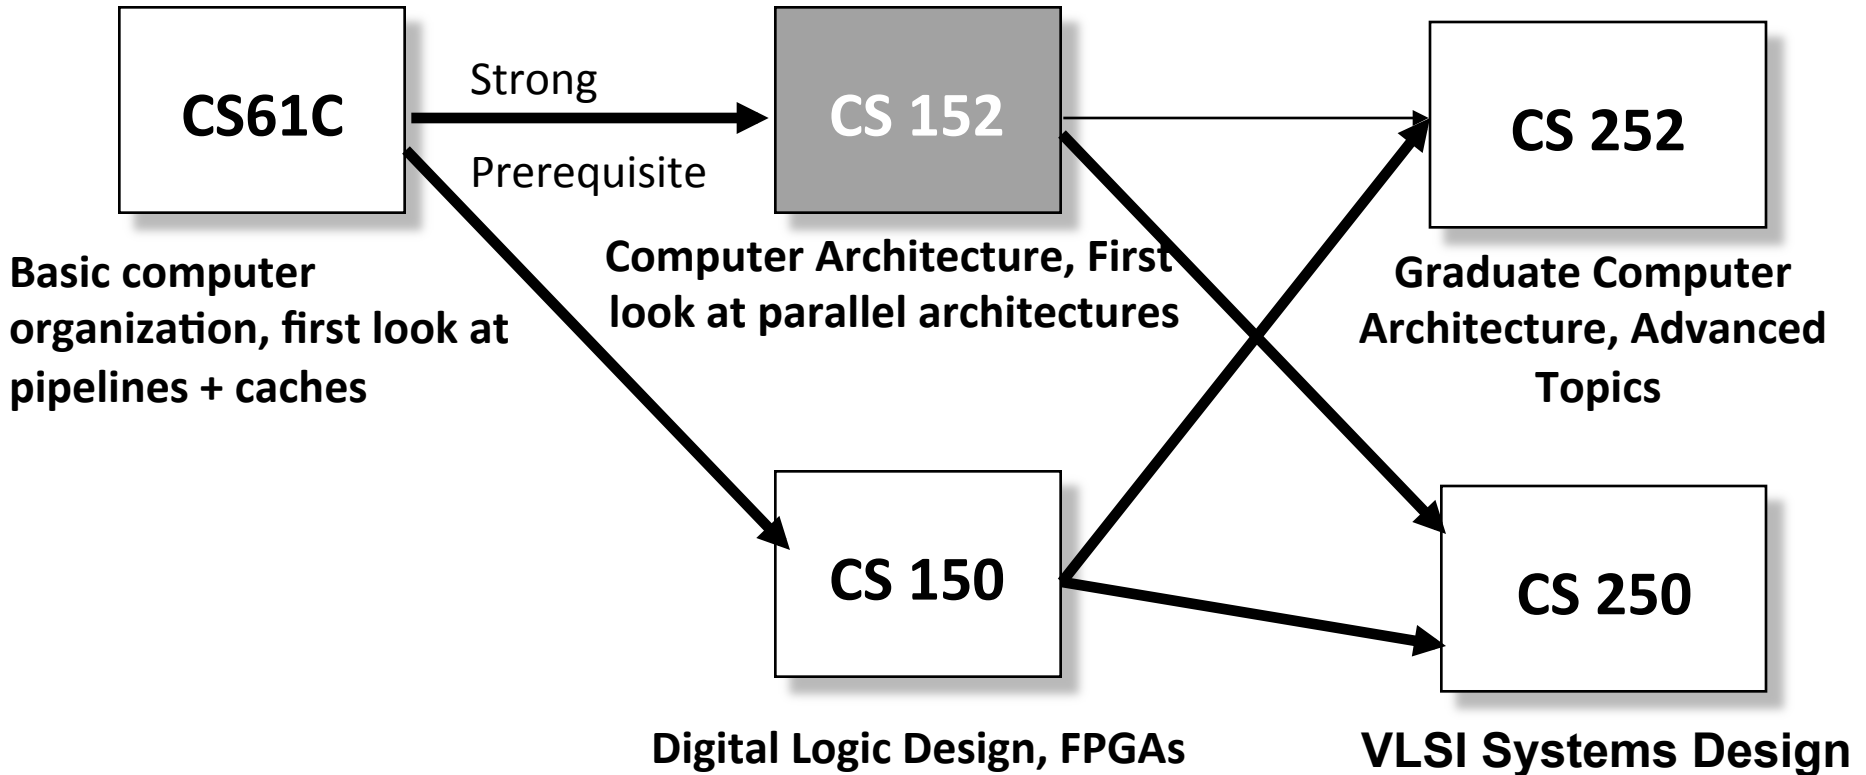 CS61C
Strong
Prerequisite
CS 152
CS 252
Basic computer
organization, first look at
pipelines + caches
Computer Architecture, First
look at parallel architectures
Graduate Computer
Architecture, Advanced
Topics
CS 150
CS 250
Digital Logic Design, FPGAs
VLSI Systems Design